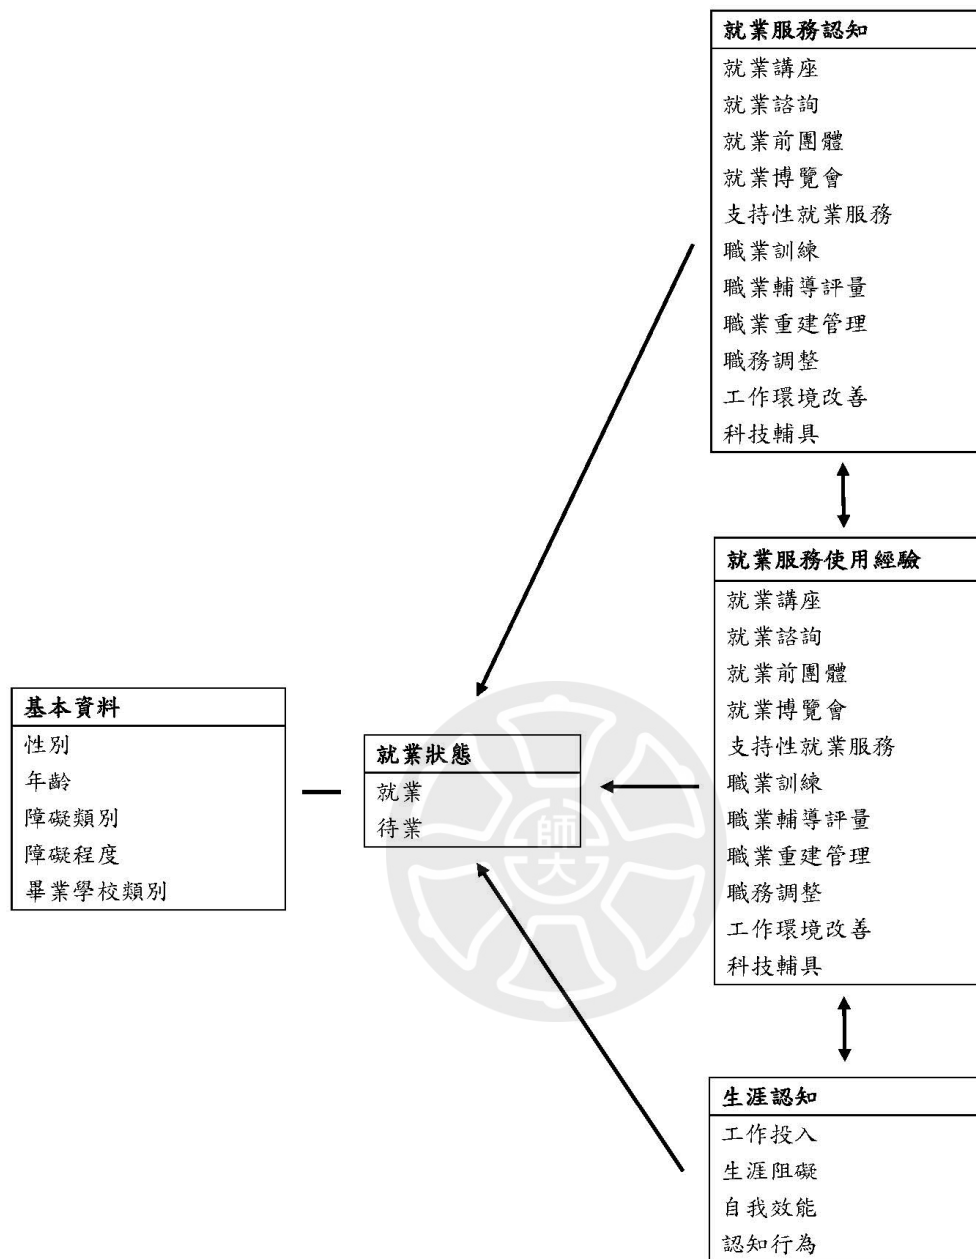 就業服務認知
就業講座
就業諮詢
就業前團體
就業博覽會
支持性就業服務
職業訓練
職業輔導評量
職業重建管理
職務調整
工作環境改善
科技輔具
就業服務使用經驗
就業講座
就業諮詢
就業前團體
就業博覽會
支持性就業服務
職業訓練
職業輔導評量
職業重建管理
職務調整
工作環境改善
科技輔具
基本資料
性別
年齡
障礙類別
障礙程度
畢業學校類別
就業狀態
就業
待業
師大
生涯認知
工作投入
生涯阻礙
自我效能
認知行為